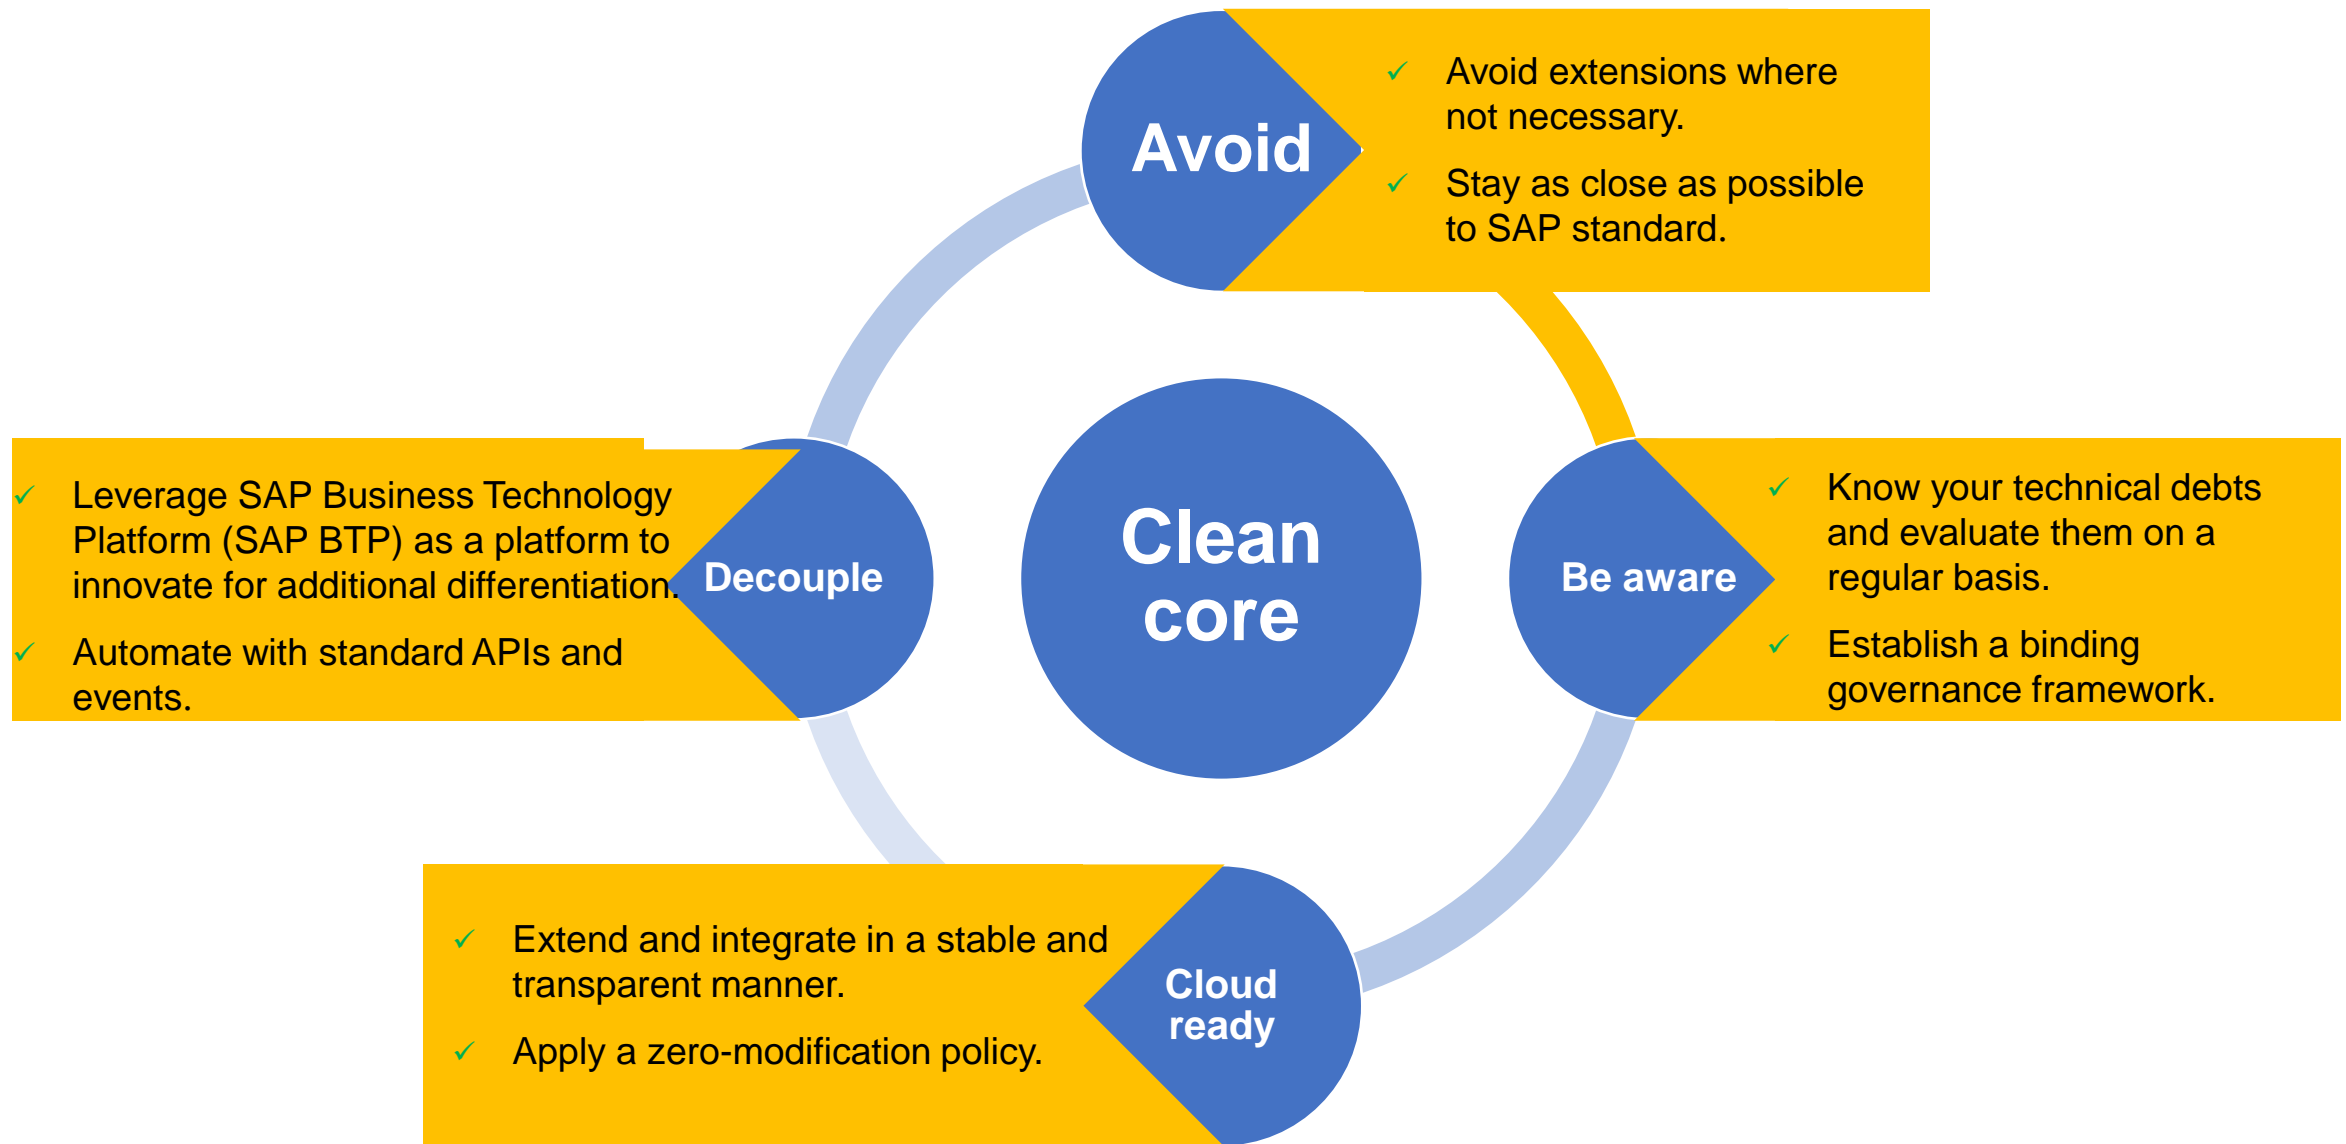 Avoid
✓ Avoid extensions where
not necessary.
✓ Stay as close as possible
to SAP standard.
✓ Leverage SAP Business Technology
Platform (SAP BTP) as a platform to
innovate for additional differentiation.
✓ Automate with standard APIs and
events.
Decouple
Clean
core
Be aware
✓ Know your technical debts
and evaluate them on a
regular basis.
✓ Establish a binding
governance framework.
✓ Extend and integrate in a stable and
transparent manner.
✓ Apply a zero-modification policy.
Cloud
ready